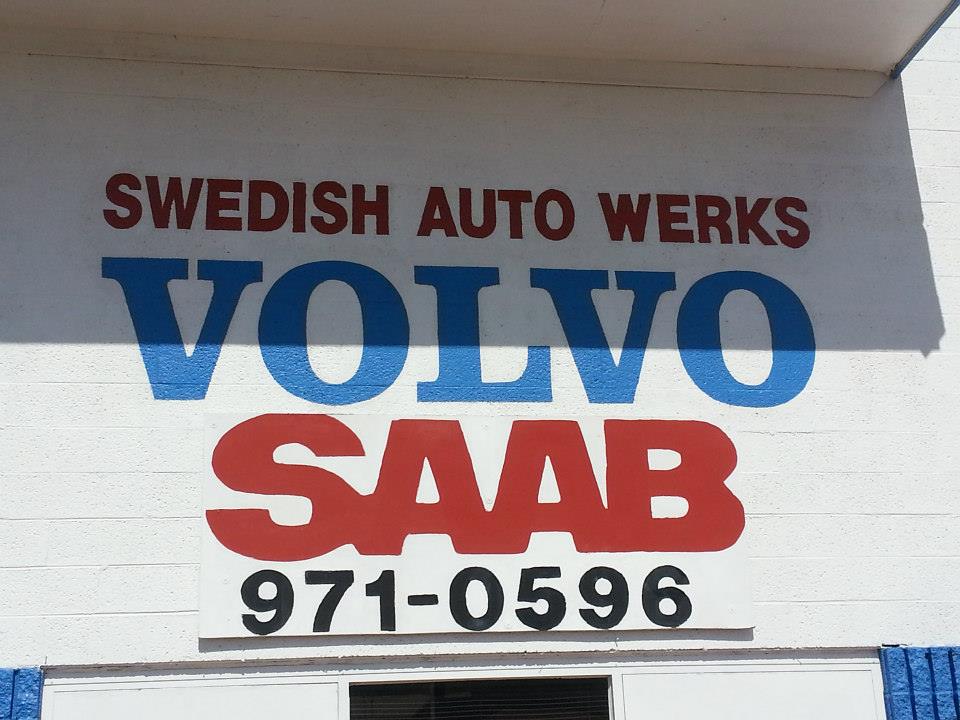 SWEDISH AUTO WERKS
VOLVO
SAAB
971-0596